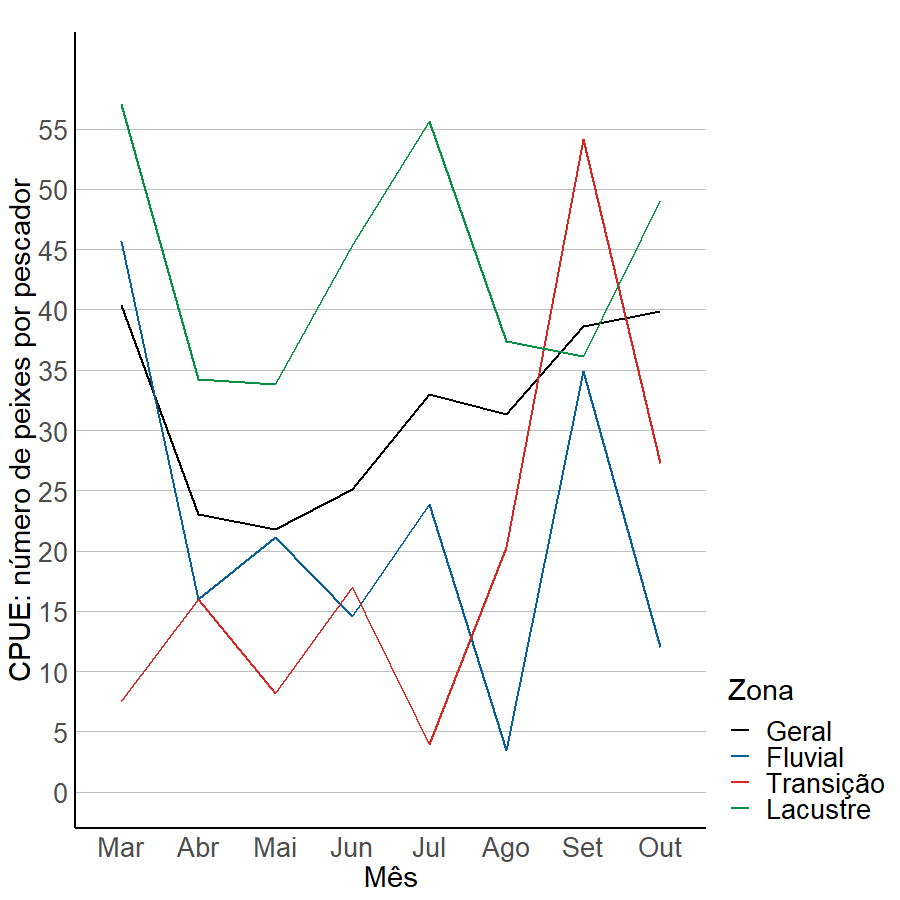 CPUE: número de peixes por pescador
55
50
45
40
35
30
25
20
15
10
5
0
Mar Abr Mai Jun Jul Ago Set Out
Mês
Zona
Geral
Fluvial
Transição
Lacustre